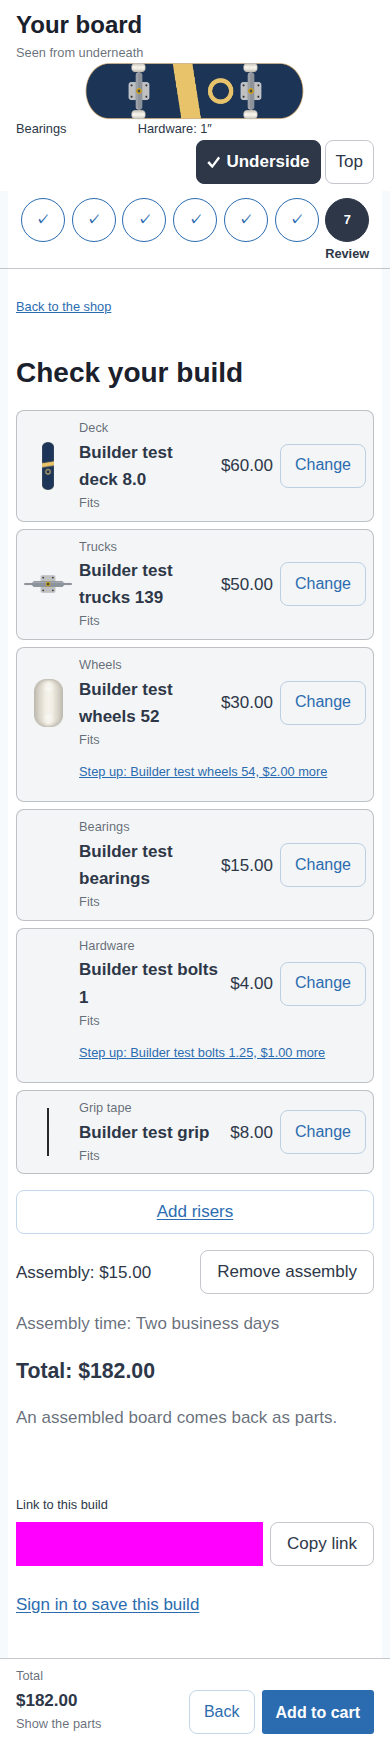 Your board
Seen from underneath
Bearings
Hardware: 1″
✓ Underside
Top
✓ ✓ ✓ ✓ ✓ ✓ 7
Review
Back to the shop
Check your build
Deck
Builder test
deck 8.0
Fits
$60.00
Change
Trucks
Builder test
trucks 139
Fits
$50.00
Change
Wheels
Builder test
wheels 52
Fits
$30.00
Change
Step up: Builder test wheels 54, $2.00 more
Bearings
Builder test
bearings
Fits
$15.00
Change
Hardware
Builder test bolts
1
Fits
$4.00
Change
Step up: Builder test bolts 1.25, $1.00 more
Grip tape
Builder test grip
Fits
$8.00
Change
Add risers
Assembly: $15.00
Remove assembly
Assembly time: Two business days
Total: $182.00
An assembled board comes back as parts.
Link to this build
Copy link
Sign in to save this build
Total
$182.00
Show the parts
Back
Add to cart